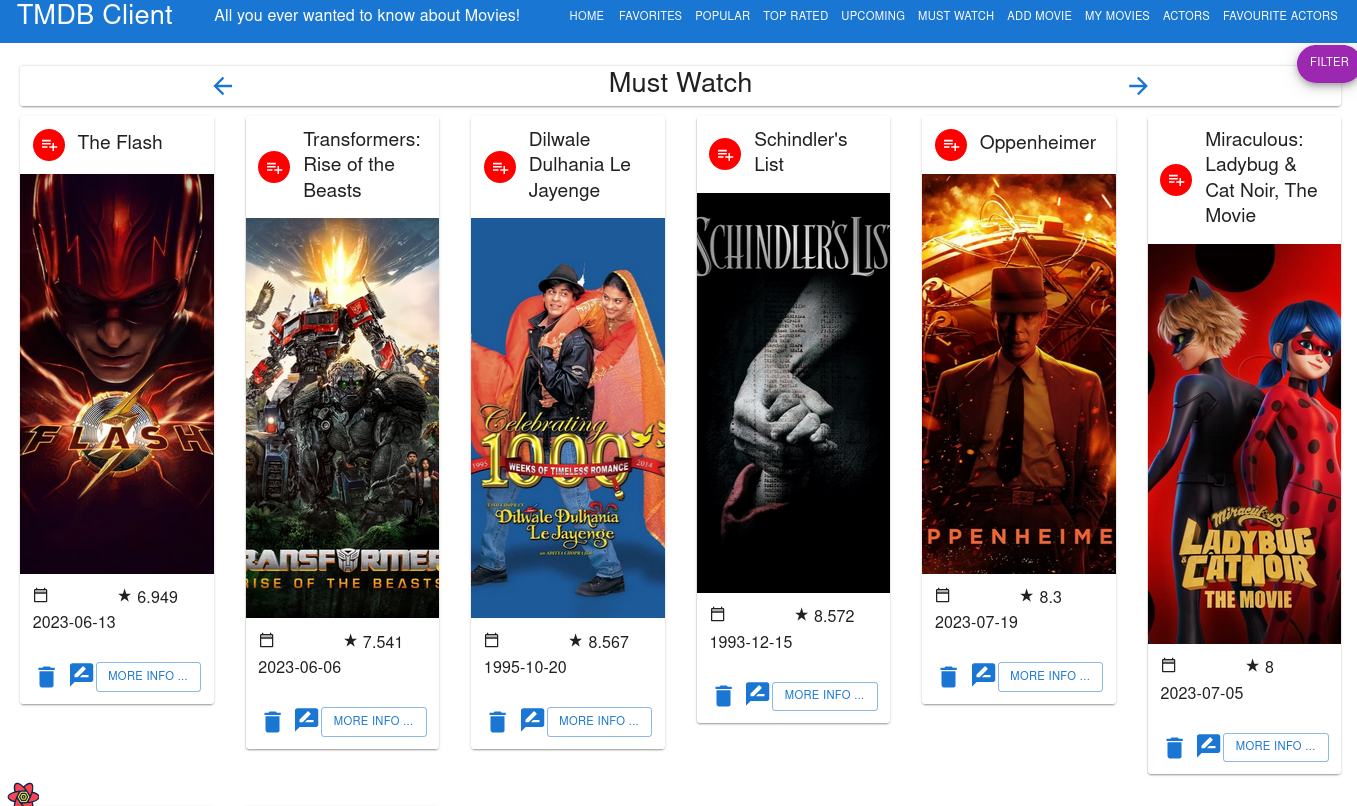 TMDB Client
All you ever wanted to know about Movies!
HOME FAVORITES POPULAR TOP RATED UPCOMING MUST WATCH ADD MOVIE MY MOVIES ACTORS FAVOURITE ACTORS
FILTER
Must Watch
The Flash
FLASH
6.949
2023-06-13
MORE INFO ...
Transformers:
Rise of the
Beasts
RANSFORMER
RISE OF THE BEASTS
7.541
2023-06-06
MORE INFO ...
Dilwale
Dulhania Le
Jayenge
Celebrating
1000
1995 WEEKS OF TIMELESS ROMANCE 2014
Dilwale Dulhania
Le Jayenge
8.567
1995-10-20
MORE INFO ...
Schindler's
List
SCHINDLER'S LIS
8.572
1993-12-15
MORE INFO ...
Oppenheimer
PPENHEIME
8.3
2023-07-19
MORE INFO ...
Miraculous:
Ladybug &
Cat Noir, The
Movie
Miraculous
LADYBUG
& CATNOIR
THE MOVIE
8
2023-07-05
MORE INFO ...